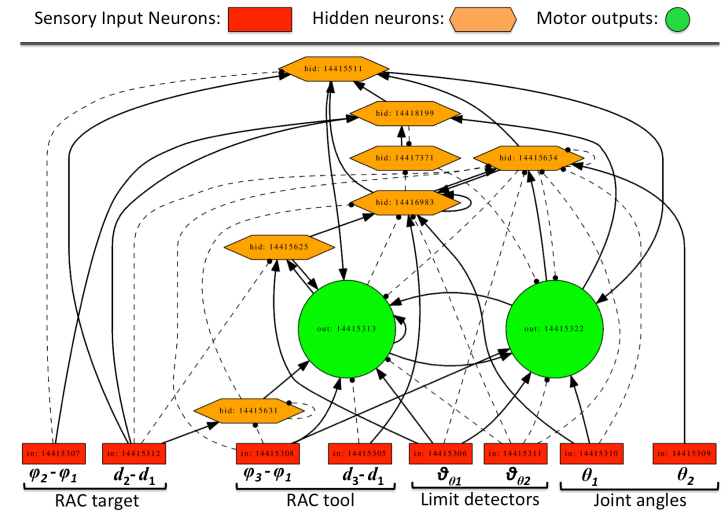 Sensory Input Neurons: Hidden neurons: Motor outputs:
hid: 14415511
hid: 14418199
hid: 14417371 hid: 14415634
hid: 14416983
hid: 14415625
out: 14415313 out: 14415322
hid: 14415631
in: 14415307 in: 14415312 in: 14415308 in: 14415305 in: 14415306 in: 14415311 in: 14415310 in: 14415309
φ₂-φ₁ d₂-d₁ φ₃-φ₁ d₃-d₁ ϑ_θ1 ϑ_θ2 θ₁ θ₂
RAC target RAC tool Limit detectors Joint angles